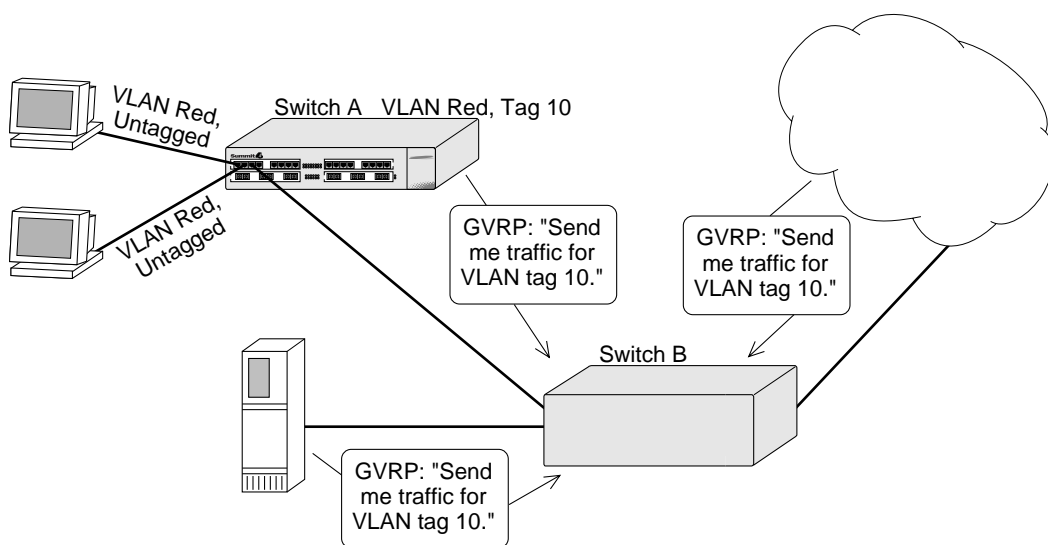 VLAN Red,
Untagged
Switch A VLAN Red, Tag 10
Summit
VLAN Red,
Untagged
GVRP: "Send
me traffic for
VLAN tag 10."
GVRP: "Send
me traffic for
VLAN tag 10."
Switch B
GVRP: "Send
me traffic for
VLAN tag 10."